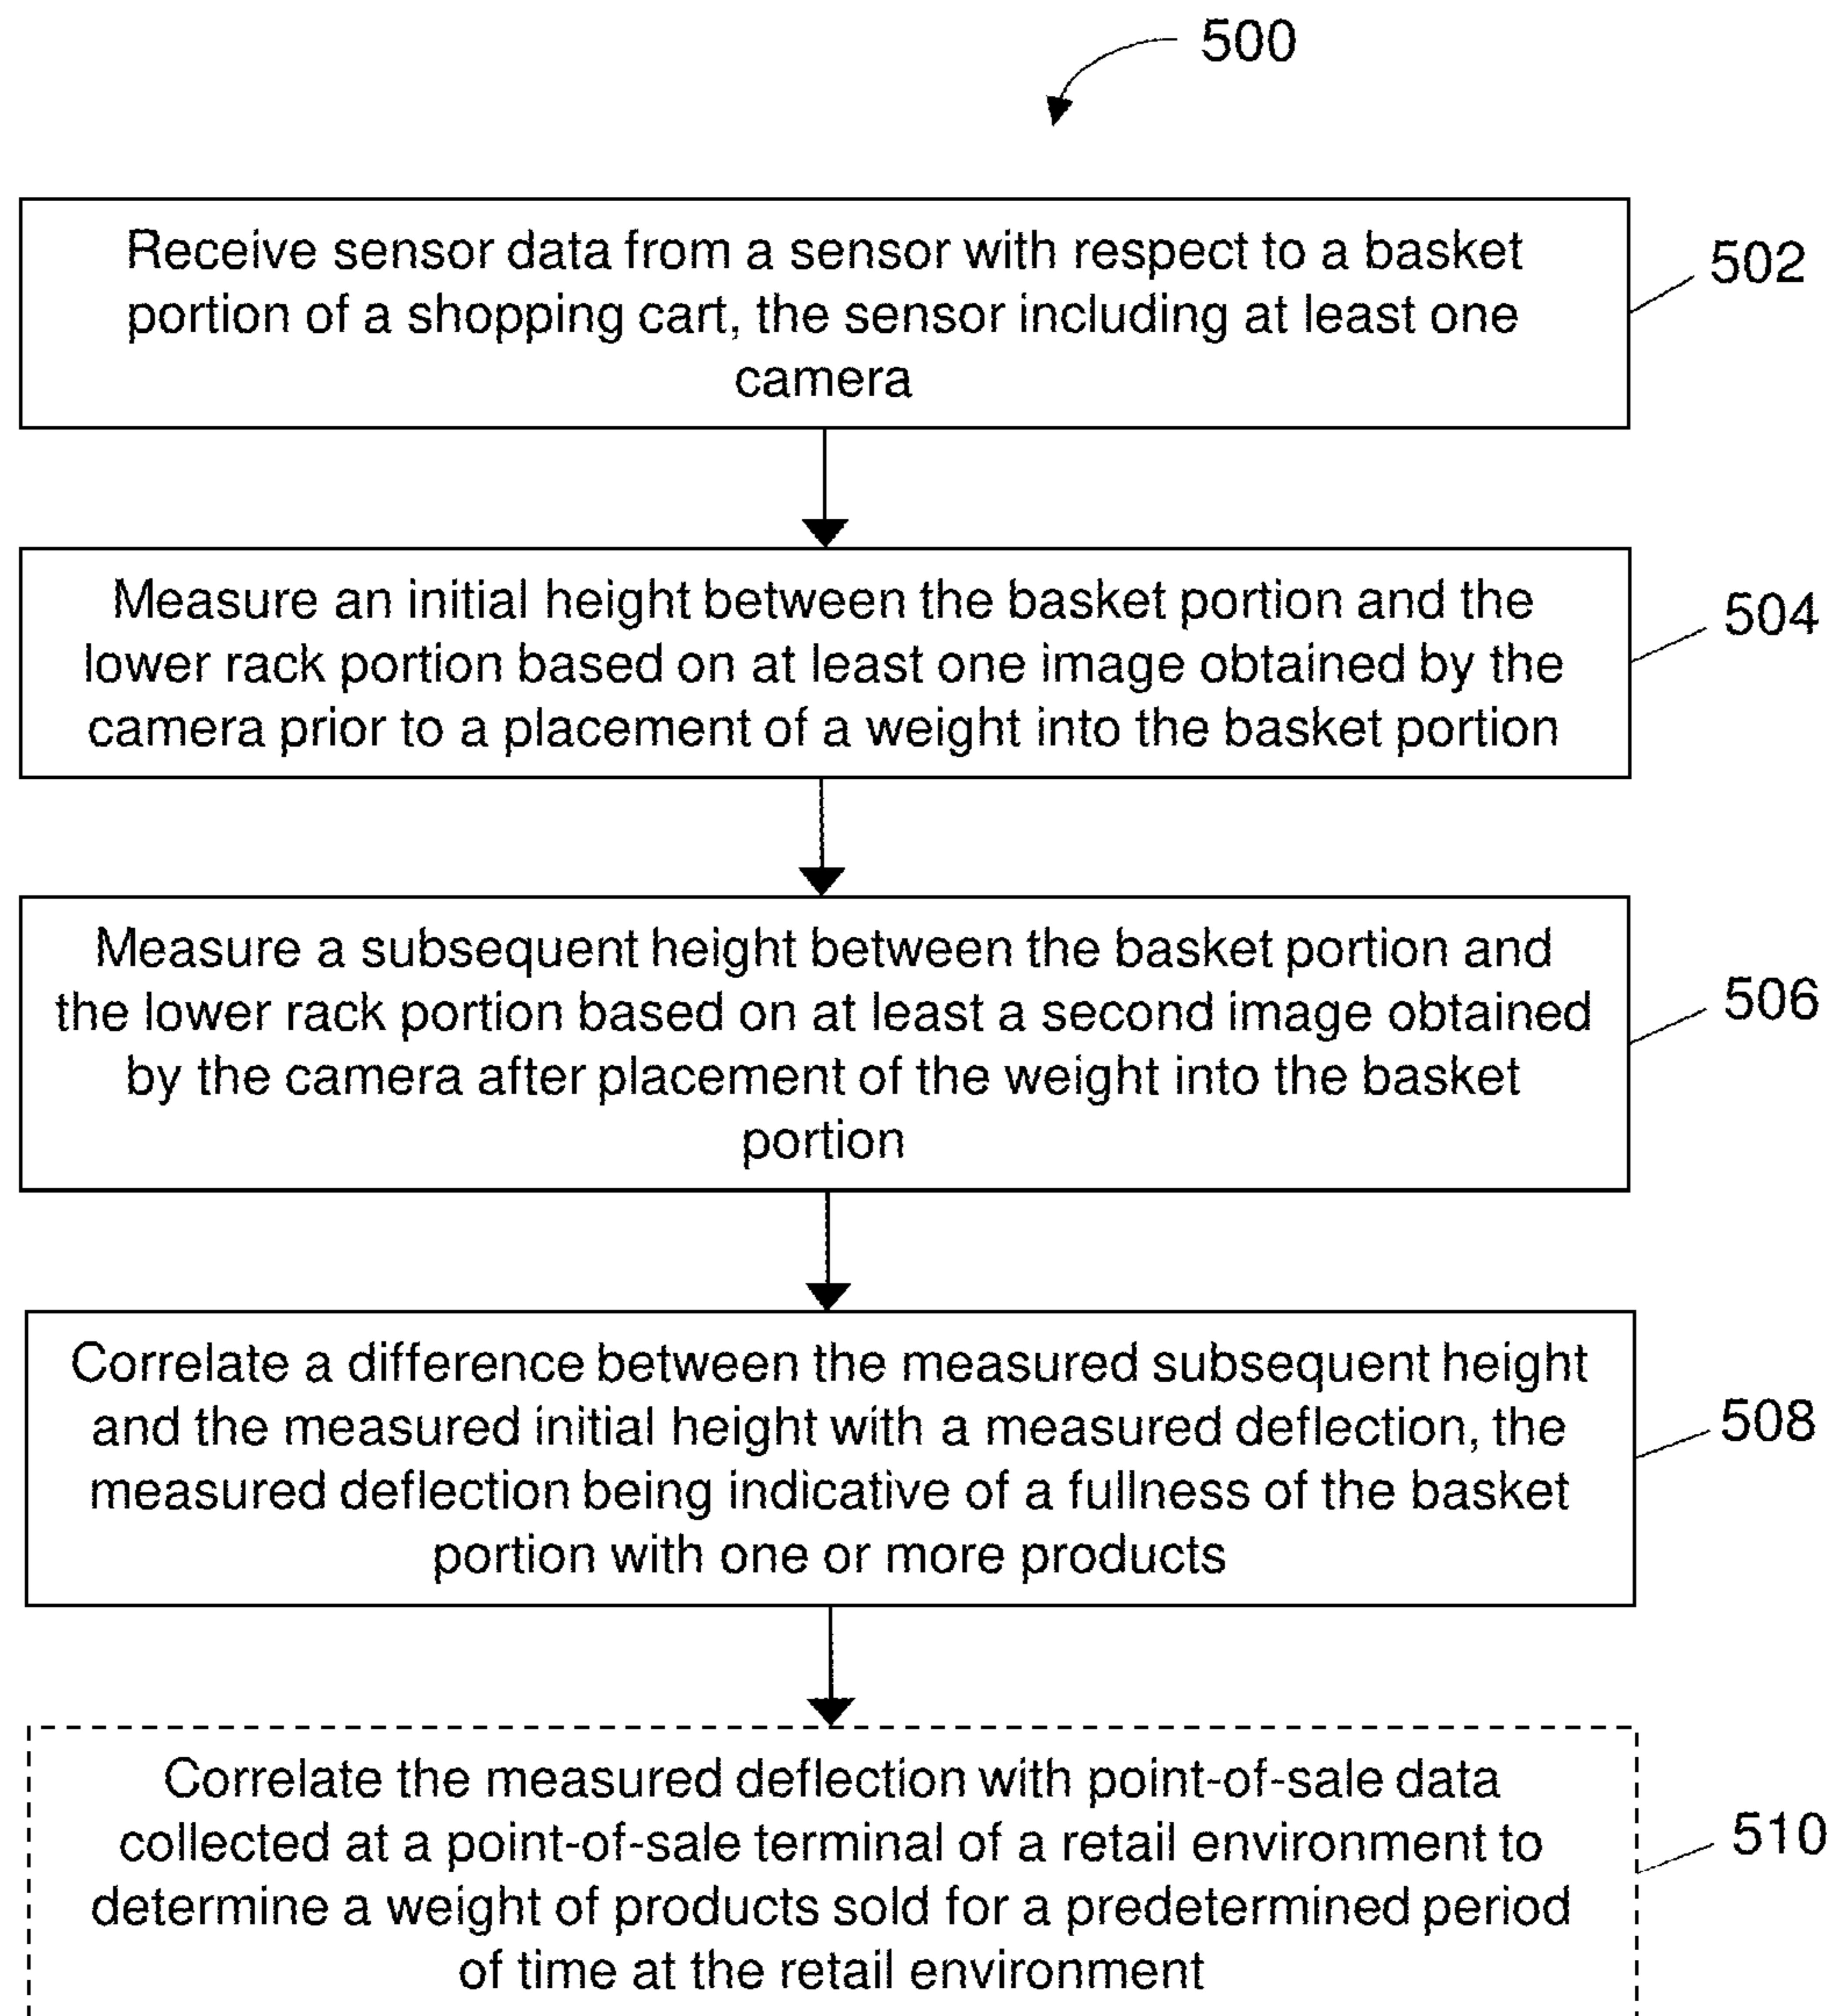 500
Receive sensor data from a sensor with respect to a basket
portion of a shopping cart, the sensor including at least one
camera
502
Measure an initial height between the basket portion and the
lower rack portion based on at least one image obtained by the
camera prior to a placement of a weight into the basket portion
504
Measure a subsequent height between the basket portion and
the lower rack portion based on at least a second image obtained
by the camera after placement of the weight into the basket
portion
506
Correlate a difference between the measured subsequent height
and the measured initial height with a measured deflection, the
measured deflection being indicative of a fullness of the basket
portion with one or more products
508
Correlate the measured deflection with point-of-sale data
collected at a point-of-sale terminal of a retail environment to
determine a weight of products sold for a predetermined period
of time at the retail environment
510